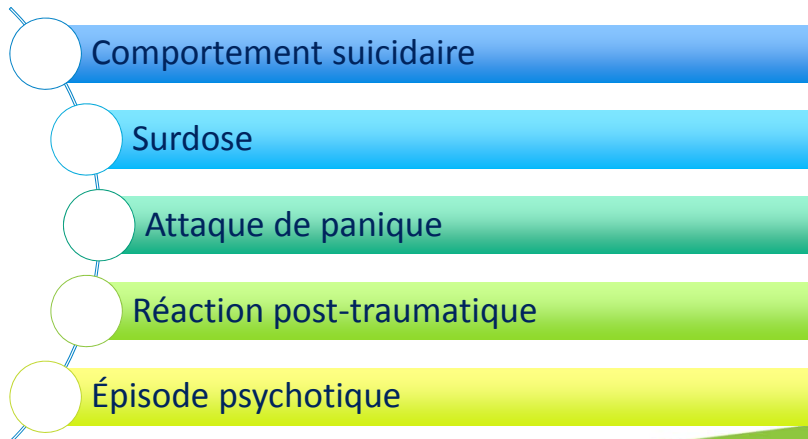 Comportement suicidaire
Surdose
Attaque de panique
Réaction post-traumatique
Épisode psychotique